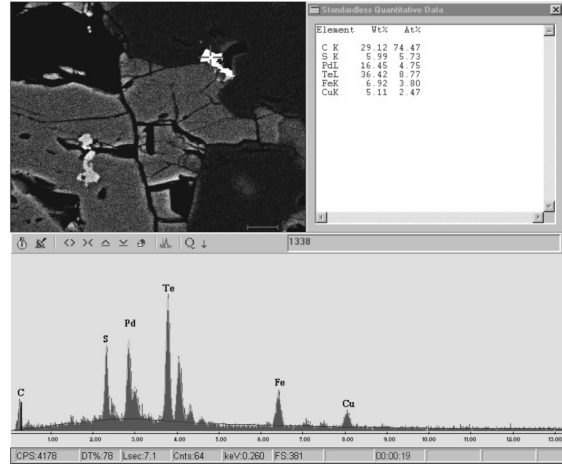 Standardless Quantitative Data
Element Wt% At%
C K 29.12 74.47
S K 5.99 5.73
PdL 16.45 4.75
TeL 36.42 8.77
FeK 6.92 3.80
CuK 5.11 2.47
1338
Te
Pd
S
Fe
Cu
C
1.00 2.00 3.00 4.00 5.00 6.00 7.00 8.00 9.00 10.00 11.00 12.00 13.00
CPS:4178 DT%:78 Lsec:7.1 Cnts:64 keV:0.260 FS:381 00:00:19